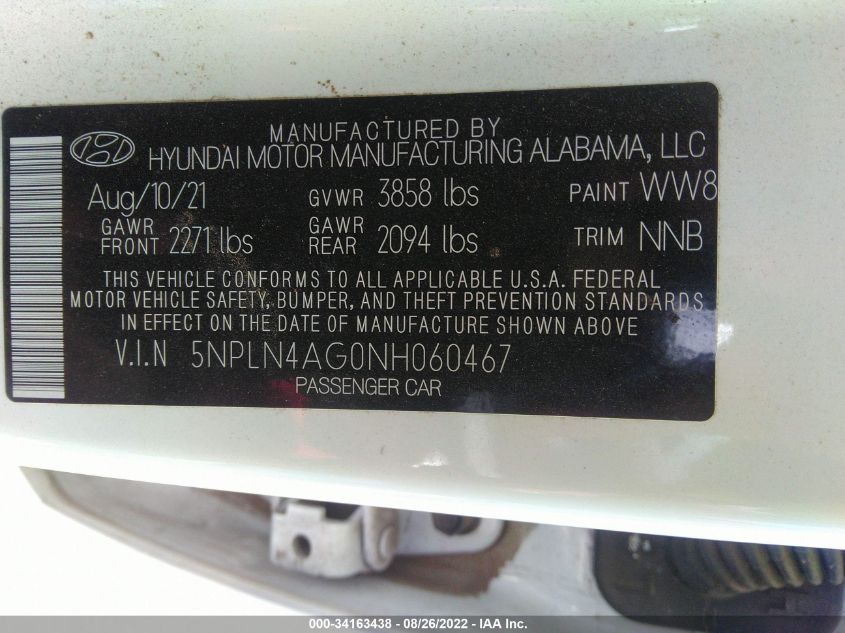 MANUFACTURED BY
HYUNDAI MOTOR MANUFACTURING ALABAMA, LLC
Aug/10/21 GVWR 3858 lbs PAINT WW8
GAWR FRONT 2271 lbs GAWR REAR 2094 lbs TRIM NNB
THIS VEHICLE CONFORMS TO ALL APPLICABLE U.S.A. FEDERAL
MOTOR VEHICLE SAFETY, BUMPER, AND THEFT PREVENTION STANDARDS
IN EFFECT ON THE DATE OF MANUFACTURE SHOWN ABOVE
V.I.N 5NPLN4AG0NH060467
PASSENGER CAR
000-34163438 - 08/26/2022 - IAA Inc.